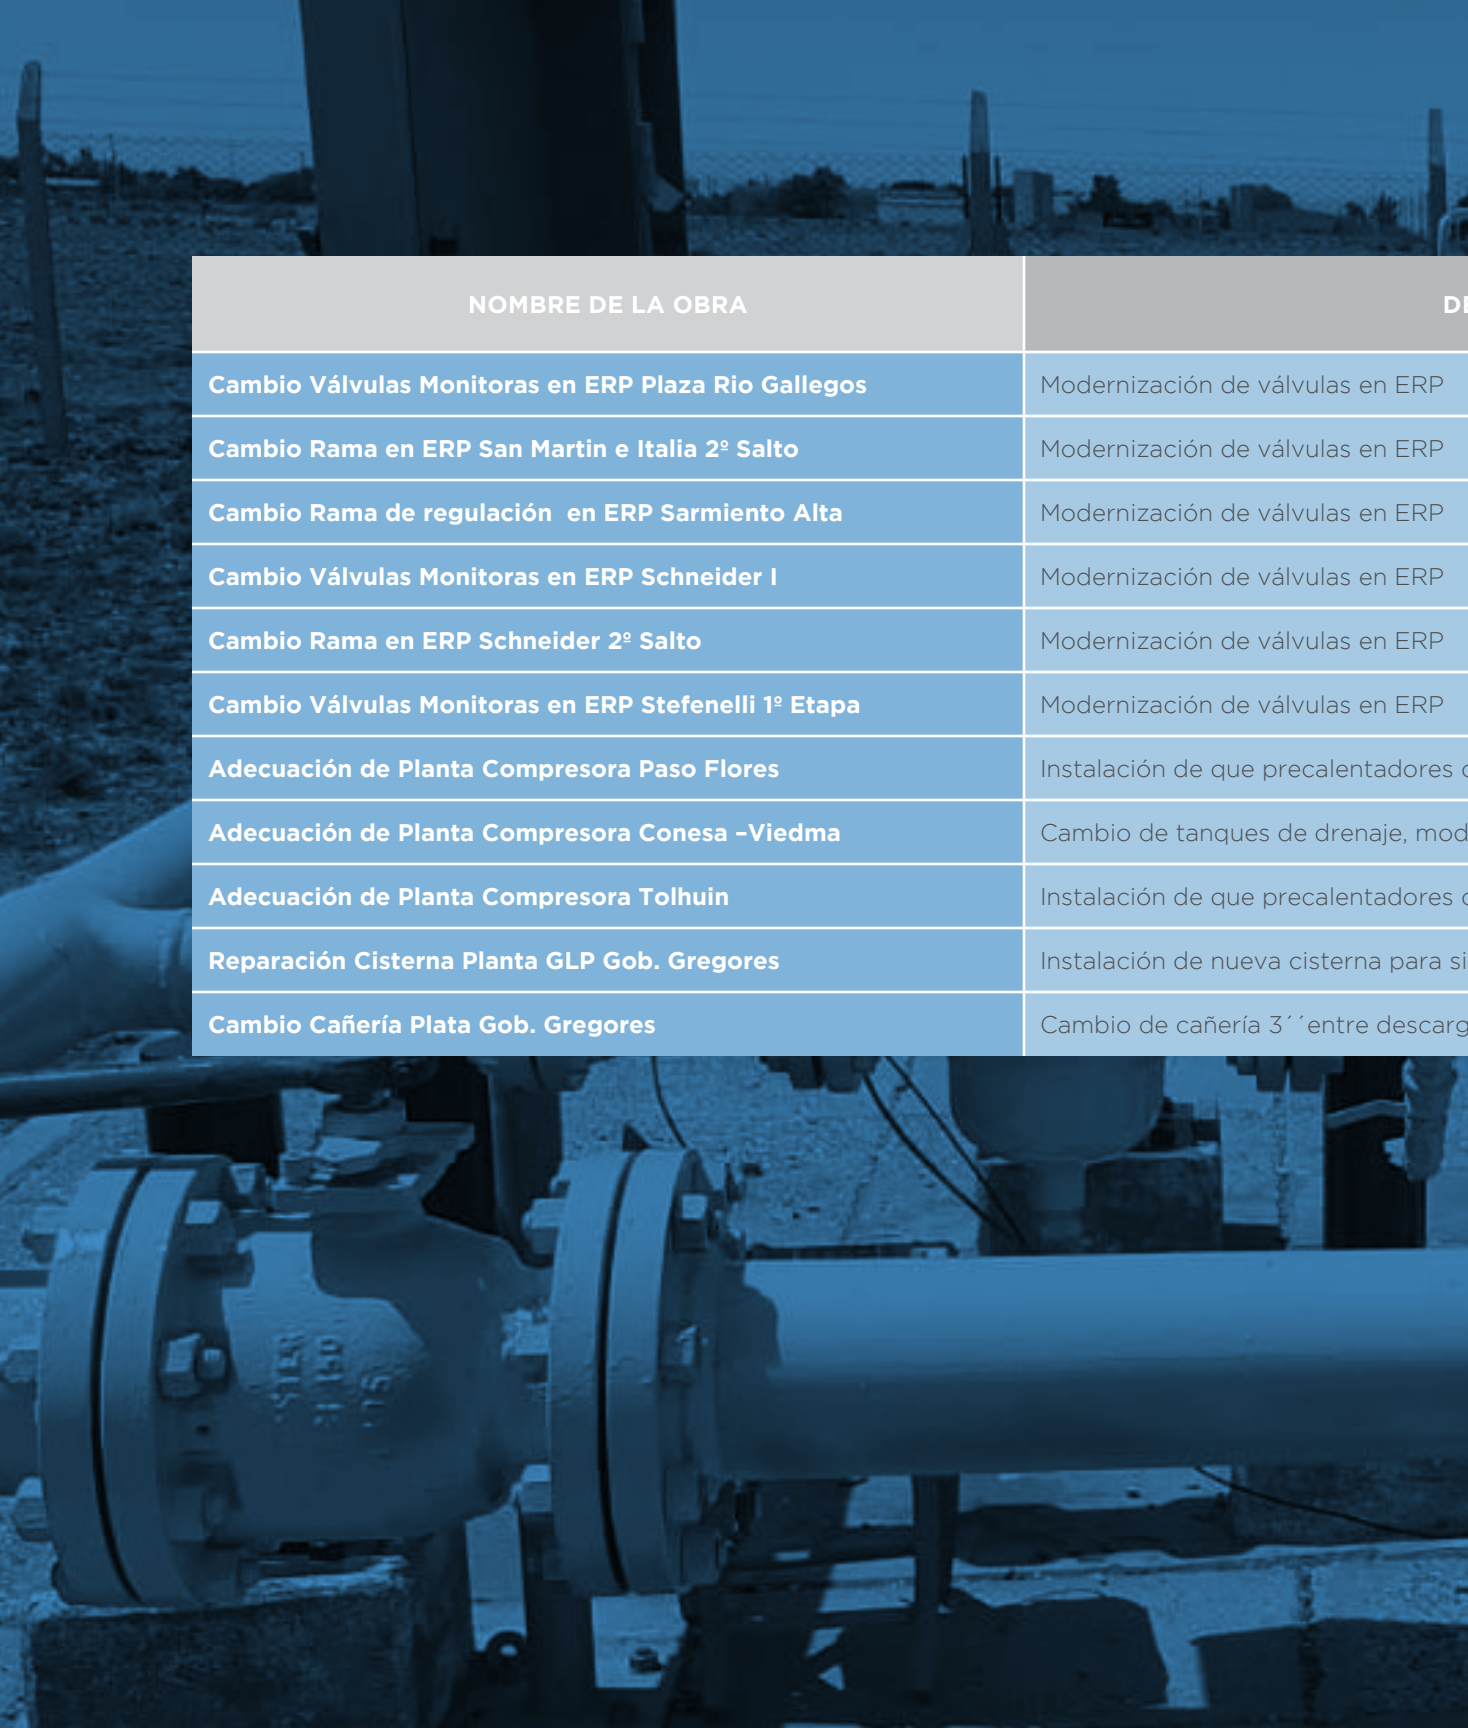 NOMBRE DE LA OBRA
Cambio Válvulas Monitoras en ERP Plaza Rio Gallegos Modernización de válvulas en ERP
Cambio Rama en ERP San Martin e Italia 2º Salto Modernización de válvulas en ERP
Cambio Rama de regulación  en ERP Sarmiento Alta Modernización de válvulas en ERP
Cambio Válvulas Monitoras en ERP Schneider I Modernización de válvulas en ERP
Cambio Rama en ERP Schneider 2º Salto Modernización de válvulas en ERP
Cambio Válvulas Monitoras en ERP Stefenelli 1º Etapa Modernización de válvulas en ERP
Adecuación de Planta Compresora Paso Flores Instalación de que precalentadores
Adecuación de Planta Compresora Conesa –Viedma Cambio de tanques de drenaje, mod
Adecuación de Planta Compresora Tolhuin Instalación de que precalentadores
Reparación Cisterna Planta GLP Gob. Gregores Instalación de nueva cisterna para si
Cambio Cañería Plata Gob. Gregores Cambio de cañería 3´´entre descarg